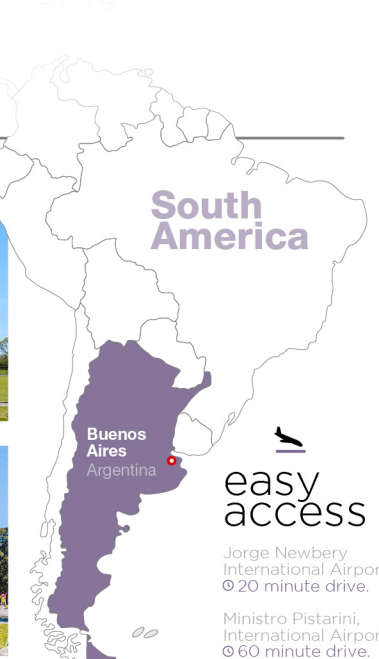 South
America
Buenos
Aires
Argentina
easy
access
Jorge Newbery
International Airpor
20 minute drive.
Ministro Pistarini,
International Airpor
60 minute drive.